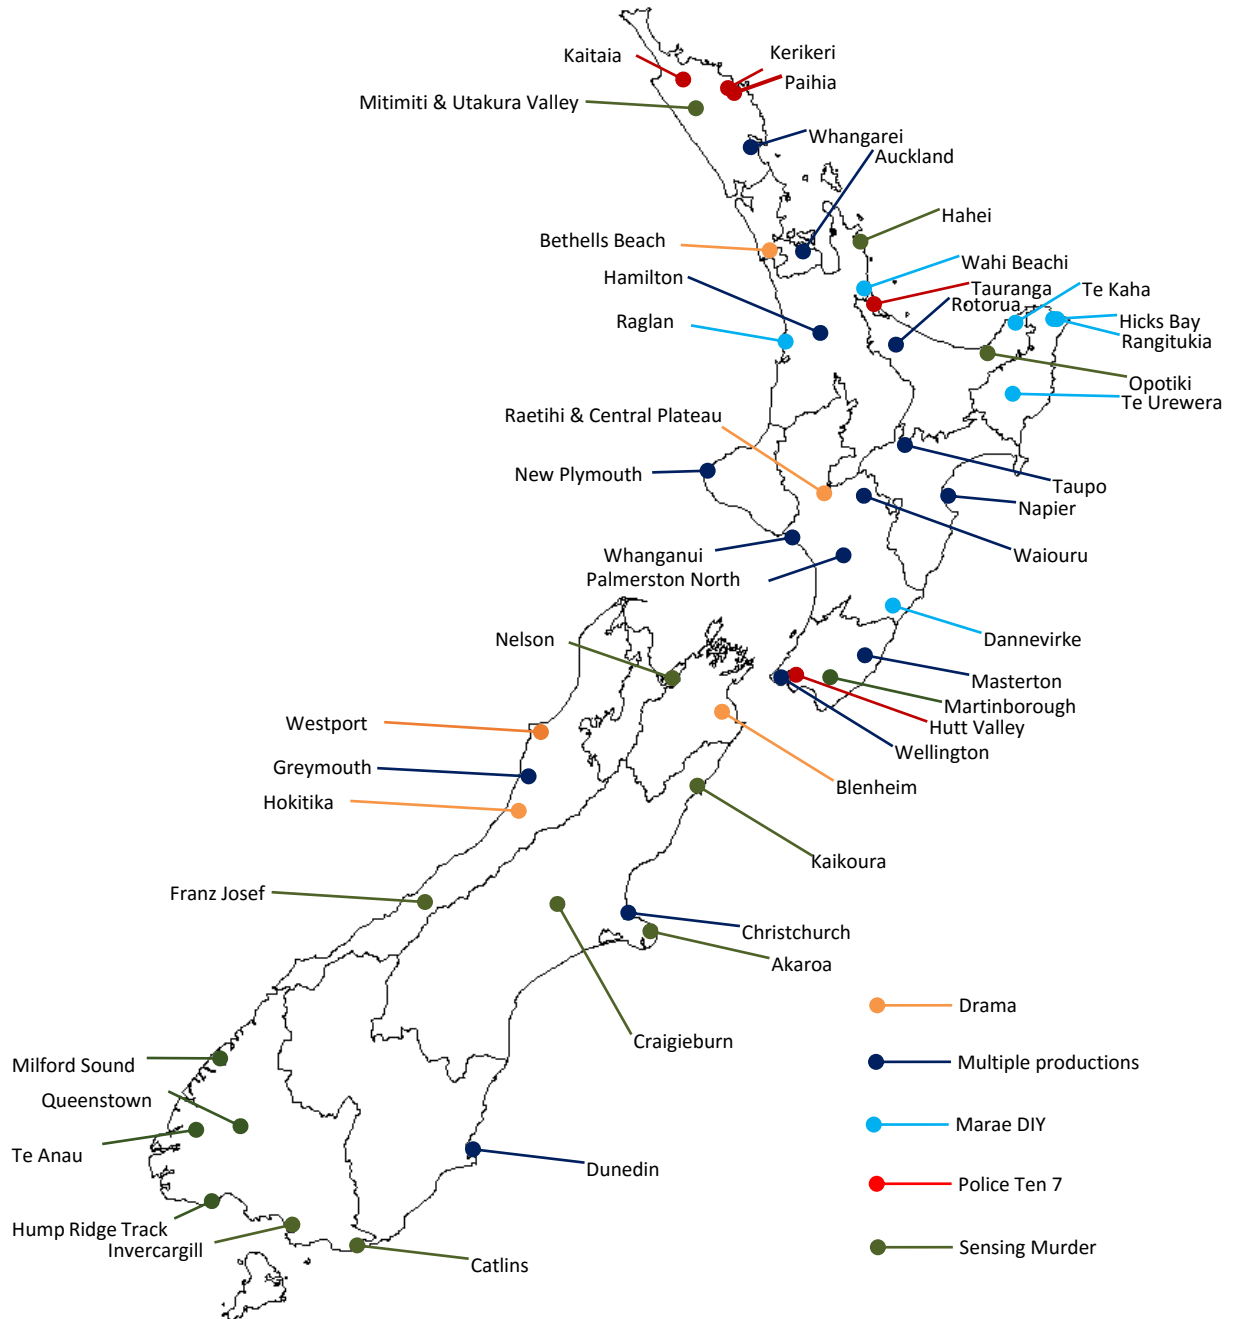 Kerikeri
Kaitaia
Paihia
Mitimiti & Utakura Valley
Whangarei
Auckland
Hahei
Bethells Beach
Wahi Beachi
Hamilton
Tauranga
Te Kaha
Rotorua
Raglan
Hicks Bay
Rangitukia
Opotiki
Te Urewera
Raetihi & Central Plateau
New Plymouth
Taupo
Napier
Whanganui
Waiouru
Palmerston North
Nelson
Dannevirke
Masterton
Martinborough
Westport
Hutt Valley
Wellington
Greymouth
Blenheim
Hokitika
Kaikoura
Franz Josef
Christchurch
Akaroa
Drama
Craigieburn
Milford Sound
Multiple productions
Queenstown
Marae DIY
Te Anau
Dunedin
Police Ten 7
Hump Ridge Track
Invercargill
Sensing Murder
Catlins